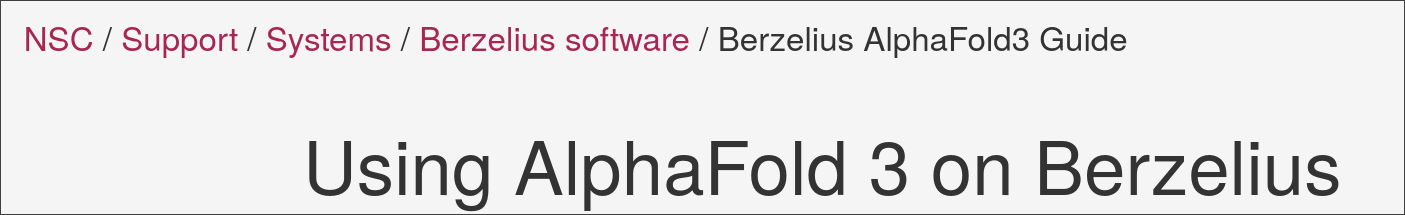 NSC / Support / Systems / Berzelius software / Berzelius AlphaFold3 Guide
Using AlphaFold 3 on Berzelius